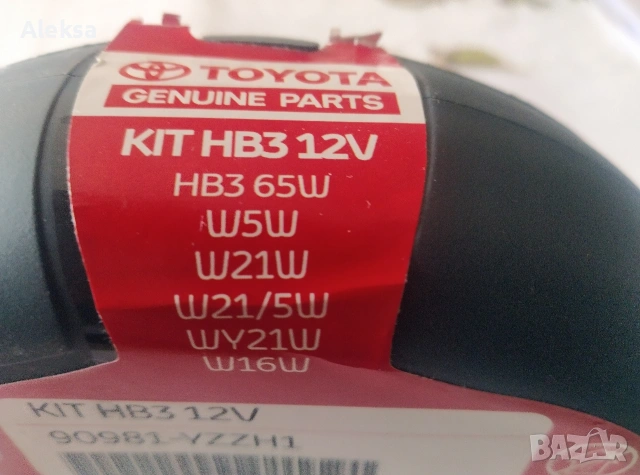 Aleksa
TOYOTA
GENUINE PARTS
KIT HB3 12V
HB3 65W
W5W
W21W
W21/5W
WY21W
W16W
KIT HB3 12V
90981-YZZH1
bazar